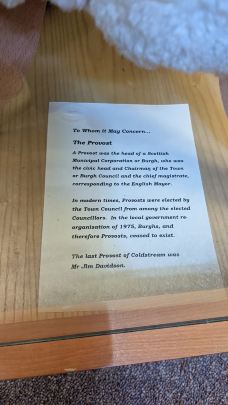 To Whom it May Concern...
The Provost
A Provost was the head of a Scottish
Municipal Corporation or Burgh, who was
the civic head and Chairman of the Town
or Burgh Council and the chief magistrate,
corresponding to the English Mayor.
In modern times, Provosts were elected by
the Town Council from among the elected
Councillors. In the local government re-
organisation of 1975, Burghs, and
therefore Provosts, ceased to exist.
The last Provost of Coldstream was
Mr Jim Davidson.